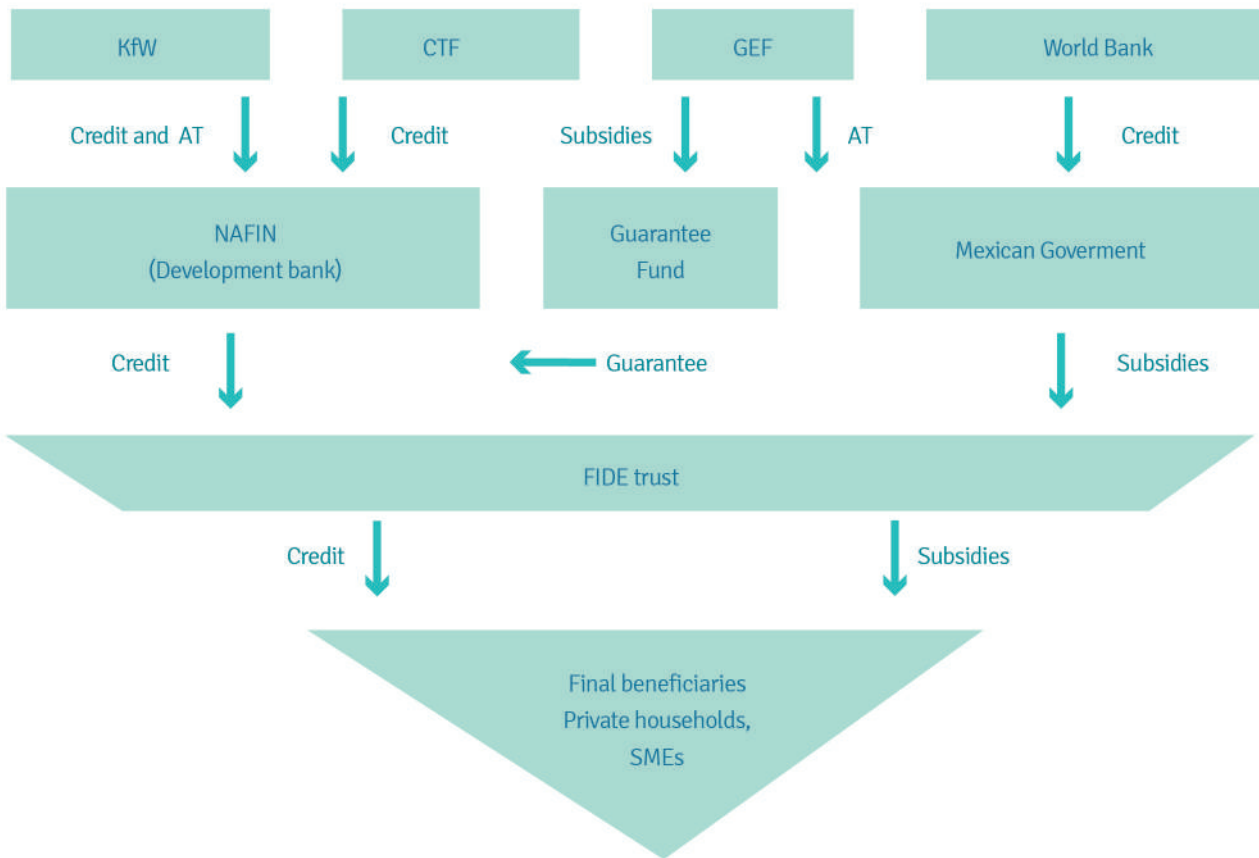 KfW
CTF
GEF
World Bank
Credit and AT
Credit
Subsidies
AT
Credit
NAFIN
(Development bank)
Guarantee
Fund
Mexican Goverment
Credit
Guarantee
Subsidies
FIDE trust
Credit
Subsidies
Final beneficiaries
Private households,
SMEs